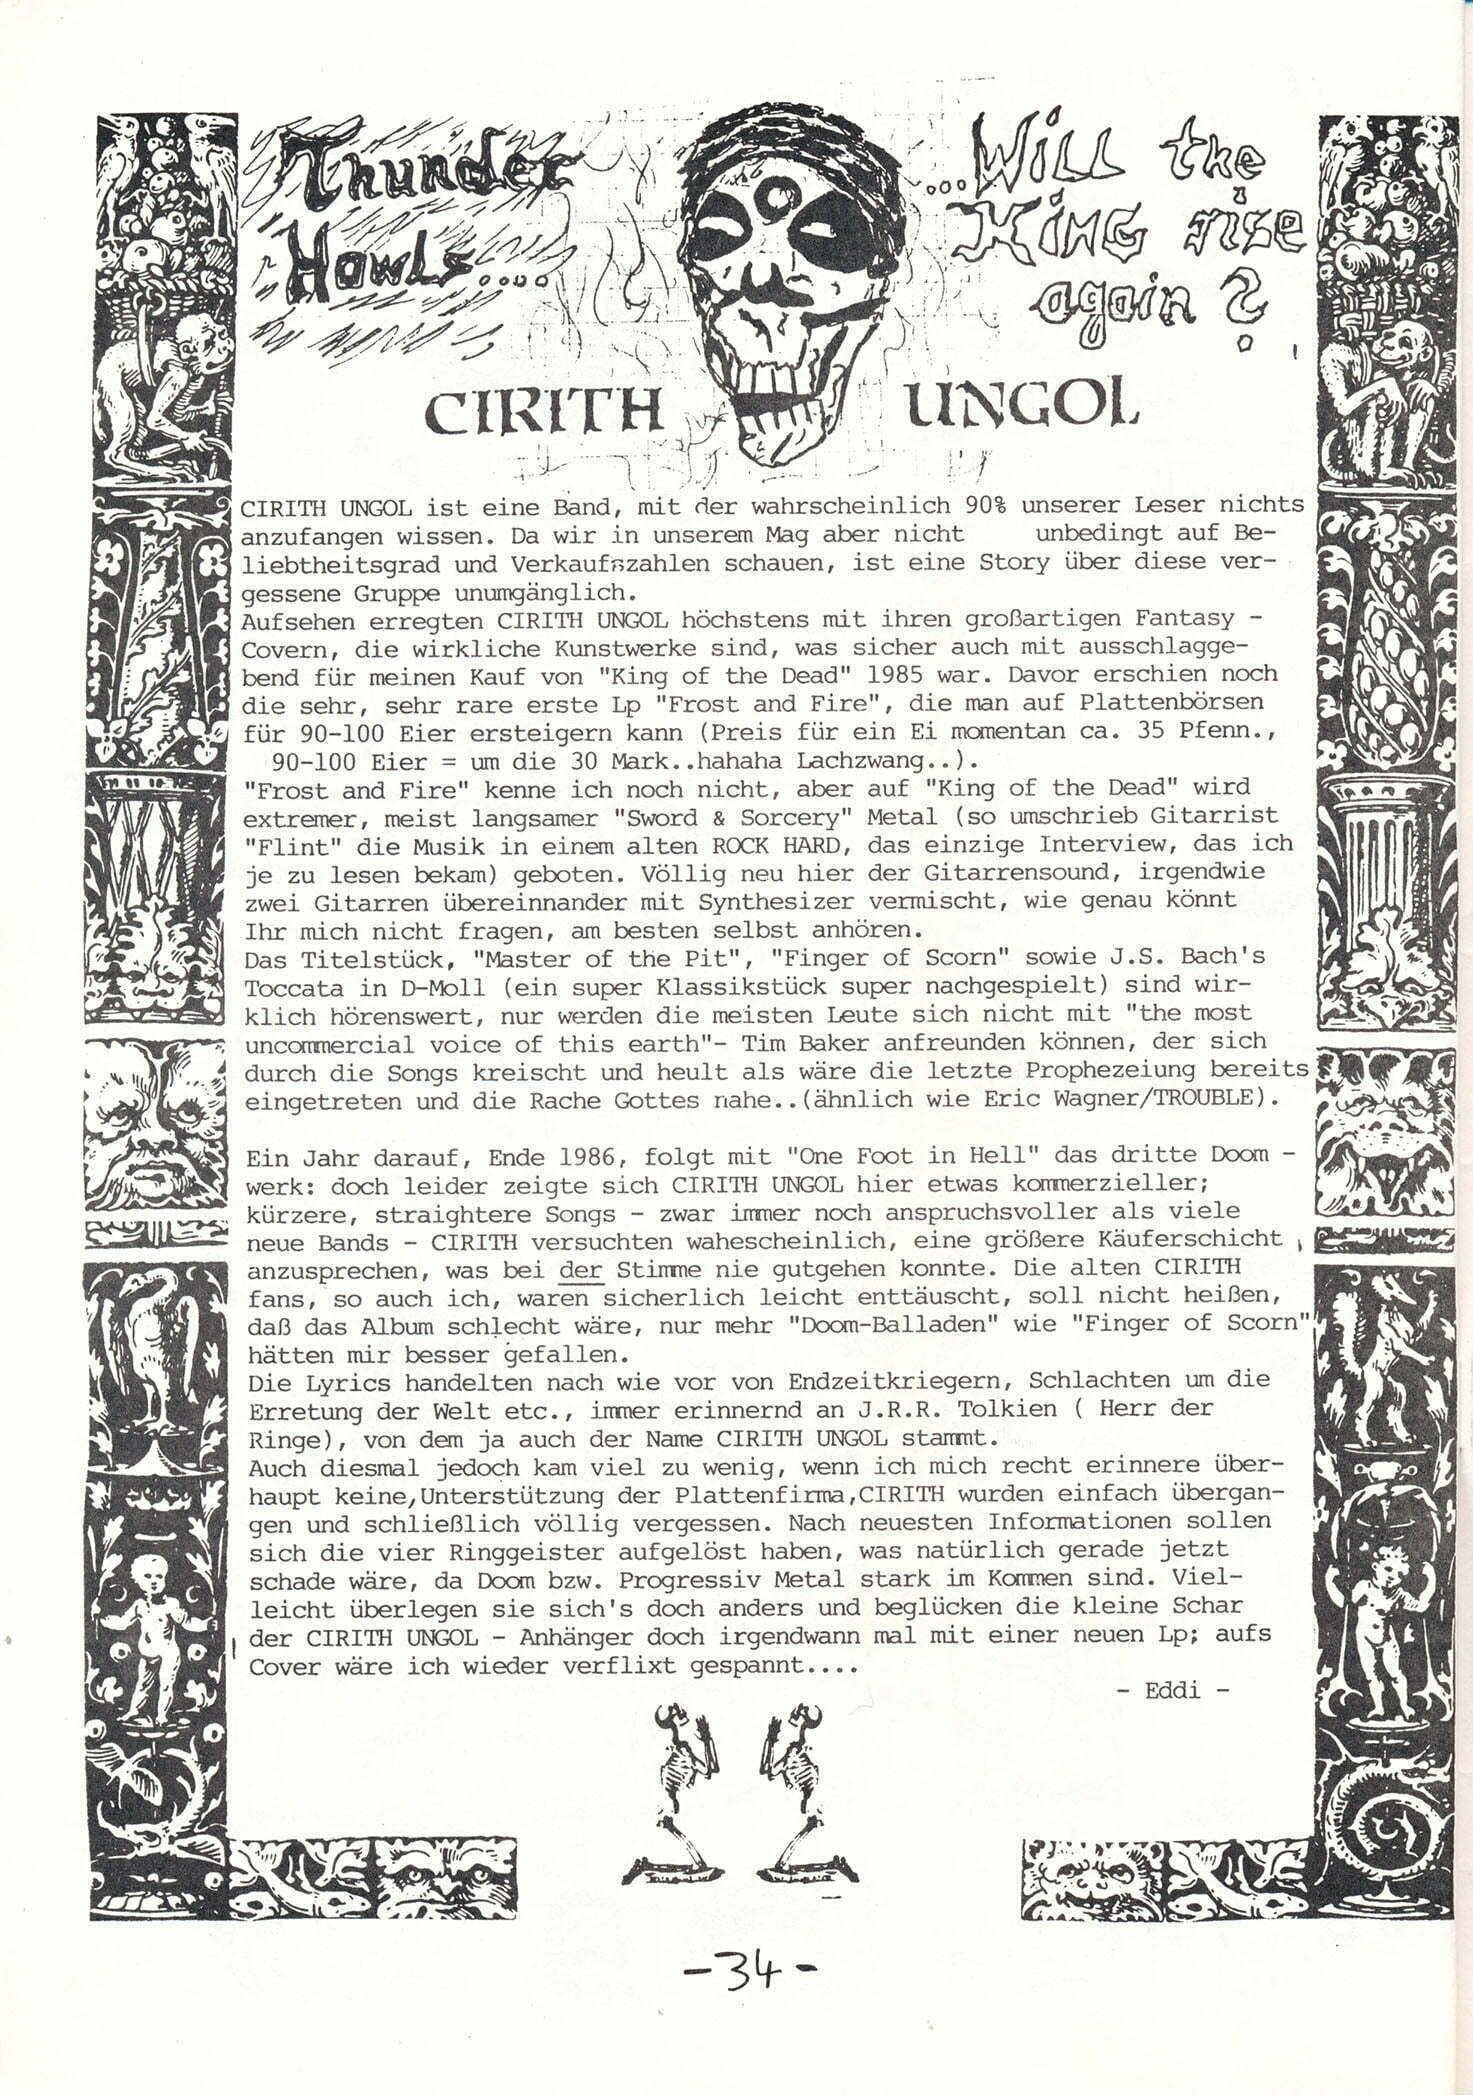 Thunder
Howls....
...Will the
King rise
again?
CIRITH UNGOL
CIRITH UNGOL ist eine Band, mit der wahrscheinlich 90% unserer Leser nichts
anzufangen wissen. Da wir in unserem Mag aber nicht unbedingt auf Be-
liebtheitsgrad und Verkaufszahlen schauen, ist eine Story über diese ver-
gessene Gruppe unumgänglich.
Aufsehen erregten CIRITH UNGOL höchstens mit ihren großartigen Fantasy -
Covern, die wirkliche Kunstwerke sind, was sicher auch mit ausschlagge-
bend für meinen Kauf von "King of the Dead" 1985 war. Davor erschien noch
die sehr, sehr rare erste Lp "Frost and Fire", die man auf Plattenbörsen
für 90-100 Eier ersteigern kann (Preis für ein Ei momentan ca. 35 Pfenn.,
90-100 Eier = um die 30 Mark..hahaha Lachzwang..).
"Frost and Fire" kenne ich noch nicht, aber auf "King of the Dead" wird
extremer, meist langsamer "Sword & Sorcery" Metal (so umschrieb Gitarrist
"Flint" die Musik in einem alten ROCK HARD, das einzige Interview, das ich
je zu lesen bekam) geboten. Völlig neu hier der Gitarrensound, irgendwie
zwei Gitarren übereinnander mit Synthesizer vermischt, wie genau könnt
Ihr mich nicht fragen, am besten selbst anhören.
Das Titelstück, "Master of the Pit", "Finger of Scorn" sowie J.S. Bach's
Toccata in D-Moll (ein super Klassikstück super nachgespielt) sind wir-
klich hörenswert, nur werden die meisten Leute sich nicht mit "the most
uncommercial voice of this earth"- Tim Baker anfreunden können, der sich
durch die Songs kreischt und heult als wäre die letzte Prophezeiung bereits
eingetreten und die Rache Gottes nahe..(ähnlich wie Eric Wagner/TROUBLE).
Ein Jahr darauf, Ende 1986, folgt mit "One Foot in Hell" das dritte Doom -
werk: doch leider zeigte sich CIRITH UNGOL hier etwas kommerzieller;
kürzere, straightere Songs - zwar immer noch anspruchsvoller als viele
neue Bands - CIRITH versuchten wahescheinlich, eine größere Käuferschicht
anzusprechen, was bei der Stimme nie gutgehen konnte. Die alten CIRITH
fans, so auch ich, waren sicherlich leicht enttäuscht, soll nicht heißen,
daß das Album schlecht wäre, nur mehr "Doom-Balladen" wie "Finger of Scorn"
hätten mir besser gefallen.
Die Lyrics handelten nach wie vor von Endzeitkriegern, Schlachten um die
Erretung der Welt etc., immer erinnernd an J.R.R. Tolkien ( Herr der
Ringe), von dem ja auch der Name CIRITH UNGOL stammt.
Auch diesmal jedoch kam viel zu wenig, wenn ich mich recht erinnere über-
haupt keine,Unterstützung der Plattenfirma,CIRITH wurden einfach übergan-
gen und schließlich völlig vergessen. Nach neuesten Informationen sollen
sich die vier Ringgeister aufgelöst haben, was natürlich gerade jetzt
schade wäre, da Doom bzw. Progressiv Metal stark im Kommen sind. Viel-
leicht überlegen sie sich's doch anders und beglücken die kleine Schar
der CIRITH UNGOL - Anhänger doch irgendwann mal mit einer neuen Lp; aufs
Cover wäre ich wieder verflixt gespannt....
- Eddi -
-34-